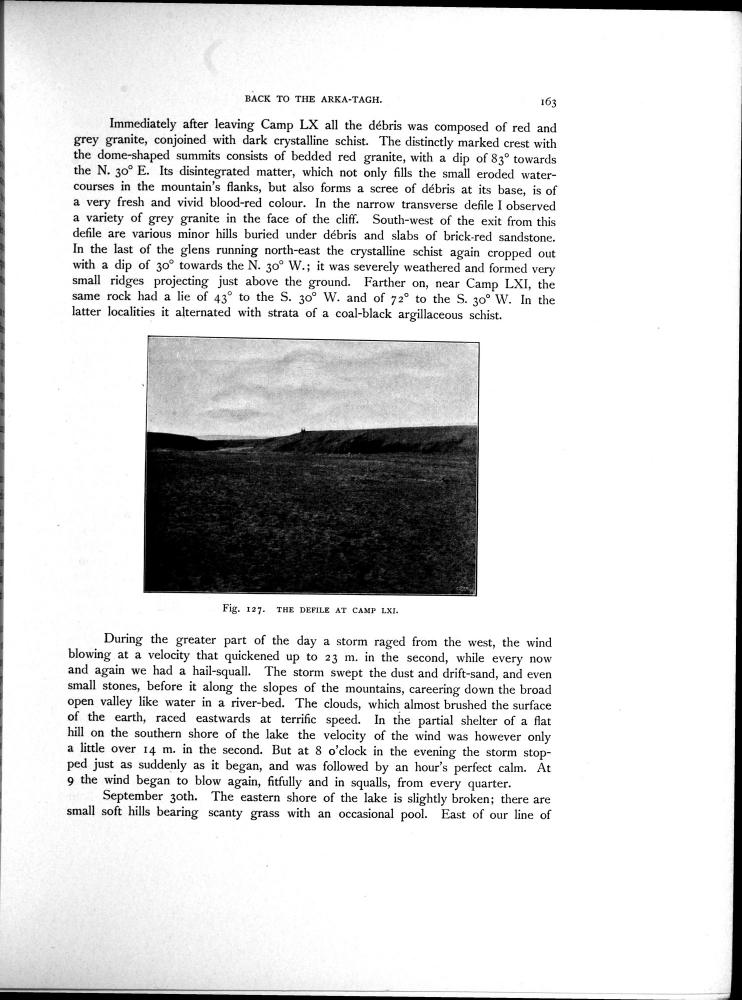 BACK TO THE ARKA-TAGH. 163
Immediately after leaving Camp LX all the débris was composed of red and
grey granite, conjoined with dark crystalline schist. The distinctly marked crest with
the dome-shaped summits consists of bedded red granite, with a dip of 83° towards
the N. 30° E. Its disintegrated matter, which not only fills the small eroded water-
courses in the mountain's flanks, but also forms a scree of débris at its base, is of
a very fresh and vivid blood-red colour. In the narrow transverse defile I observed
a variety of grey granite in the face of the cliff. South-west of the exit from this
defile are various minor hills buried under débris and slabs of brick-red sandstone.
In the last of the glens running north-east the crystalline schist again cropped out
with a dip of 30° towards the N. 30° W.; it was severely weathered and formed very
small ridges projecting just above the ground. Farther on, near Camp LXI, the
same rock had a lie of 43° to the S. 30° W. and of 72° to the S. 30° W. In the
latter localities it alternated with strata of a coal-black argillaceous schist.
Fig. 127. THE DEFILE AT CAMP LXI.
During the greater part of the day a storm raged from the west, the wind
blowing at a velocity that quickened up to 23 m. in the second, while every now
and again we had a hail-squall. The storm swept the dust and drift-sand, and even
small stones, before it along the slopes of the mountains, careering down the broad
open valley like water in a river-bed. The clouds, which almost brushed the surface
of the earth, raced eastwards at terrific speed. In the partial shelter of a flat
hill on the southern shore of the lake the velocity of the wind was however only
a little over 14 m. in the second. But at 8 o'clock in the evening the storm stop-
ped just as suddenly as it began, and was followed by an hour's perfect calm. At
9 the wind began to blow again, fitfully and in squalls, from every quarter.
September 30th. The eastern shore of the lake is slightly broken; there are
small soft hills bearing scanty grass with an occasional pool. East of our line of